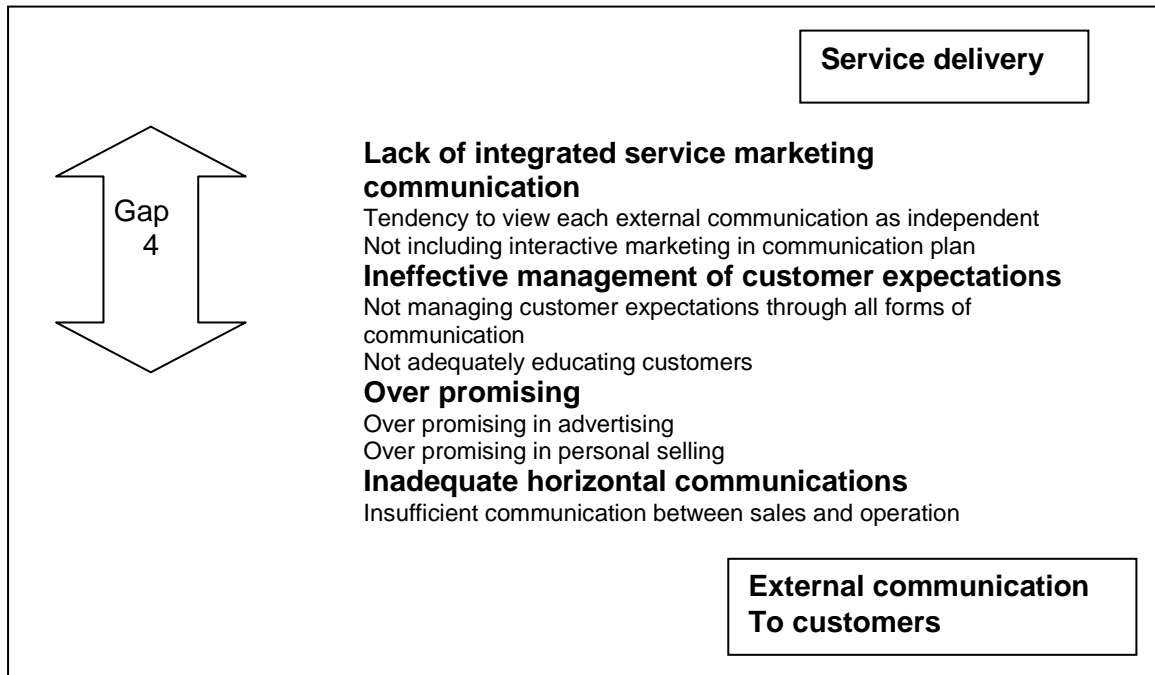 Service delivery
Gap
4
Lack of integrated service marketing
communication
Tendency to view each external communication as independent
Not including interactive marketing in communication plan
Ineffective management of customer expectations
Not managing customer expectations through all forms of
communication
Not adequately educating customers
Over promising
Over promising in advertising
Over promising in personal selling
Inadequate horizontal communications
Insufficient communication between sales and operation
External communication
To customers